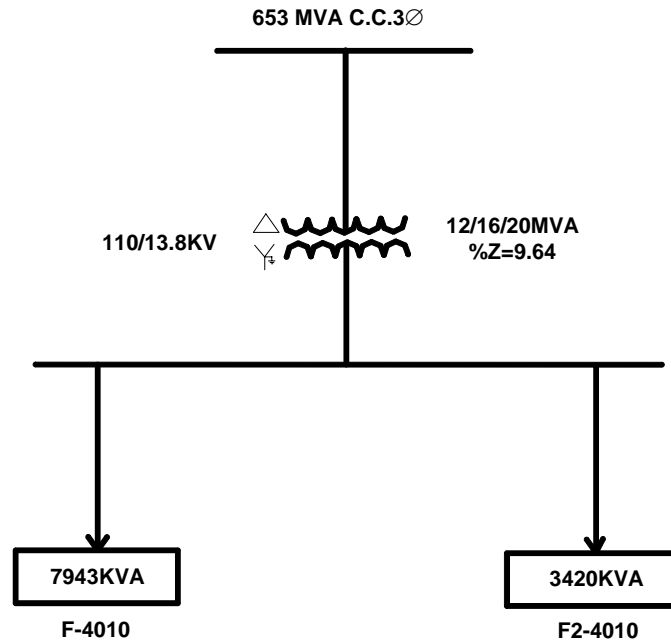 653 MVA C.C.3∅
110/13.8KV
12/16/20MVA
%Z=9.64
7943KVA
3420KVA
F-4010
F2-4010